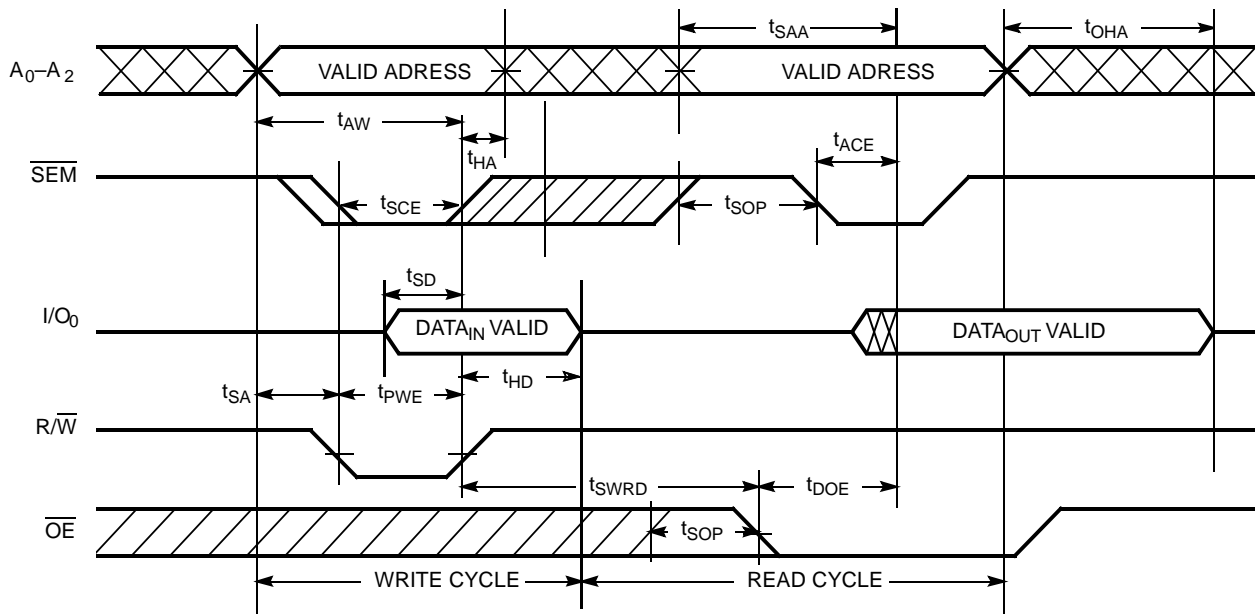 tSAA tOHA
A0–A2 VALID ADRESS VALID ADRESS
tAW tHA tACE
SEM tSCE tSOP
tSD
I/O0 DATAIN VALID DATAOUT VALID
tSA tPWE tHD
R/W
tSWRD tDOE
OE tSOP
WRITE CYCLE READ CYCLE